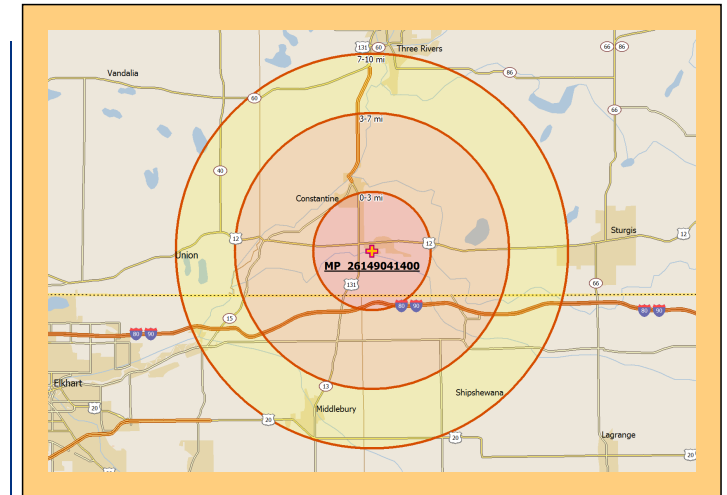 131 60
Three Rivers
66 86
7-10 mi
Vandalia
86
60
66
3-7 mi
40
0-3 mi
Constantine
Sturgis
12
12
12
Union
MP 26149041400
66
131
80 90
80 90
15
80 90
Elkhart
13
Shipshewana
20
Middlebury
20
20
Lagrange
20